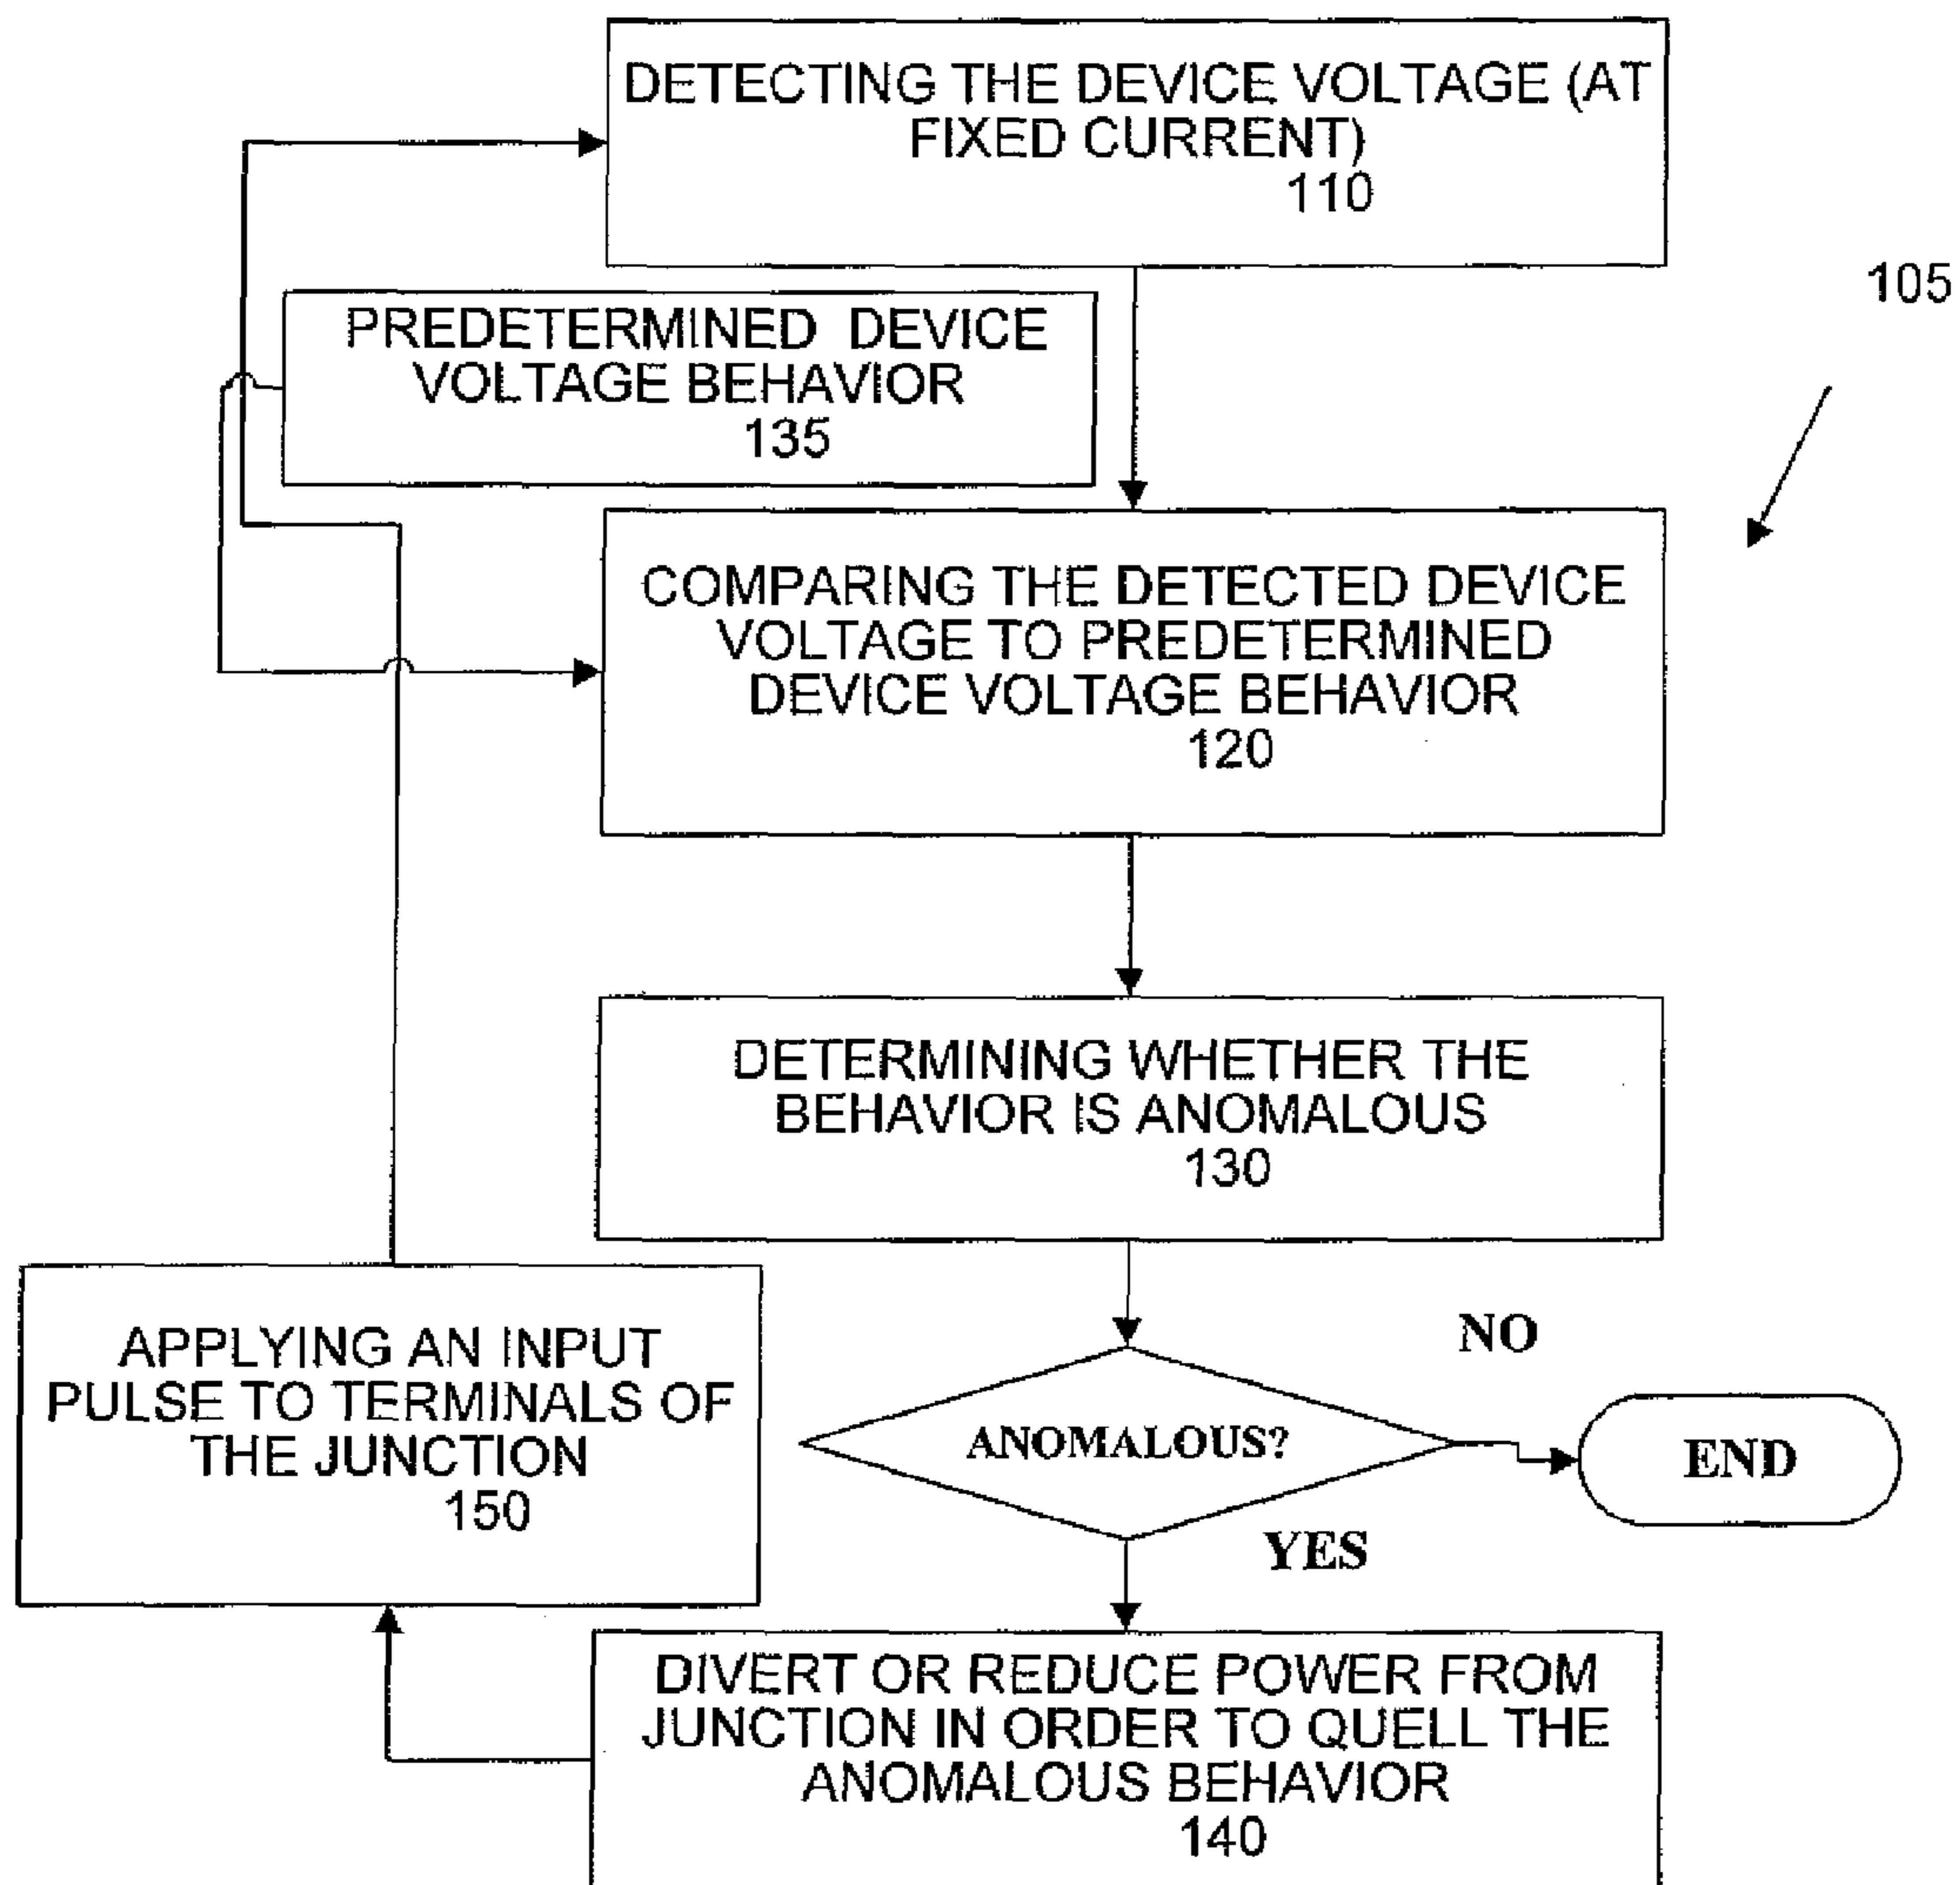 DETECTING THE DEVICE VOLTAGE (AT
FIXED CURRENT)
110
105
PREDETERMINED DEVICE
VOLTAGE BEHAVIOR
135
COMPARING THE DETECTED DEVICE
VOLTAGE TO PREDETERMINED
DEVICE VOLTAGE BEHAVIOR
120
DETERMINING WHETHER THE
BEHAVIOR IS ANOMALOUS
130
APPLYING AN INPUT
PULSE TO TERMINALS OF
THE JUNCTION
150
ANOMALOUS?
NO
END
YES
DIVERT OR REDUCE POWER FROM
JUNCTION IN ORDER TO QUELL THE
ANOMALOUS BEHAVIOR
140